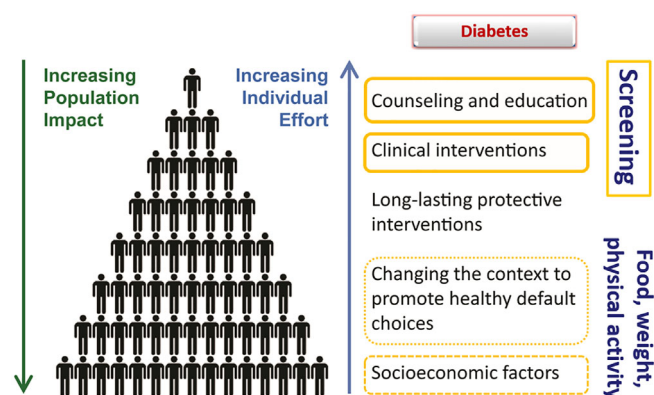 Diabetes
Increasing
Population
Impact
Increasing
Individual
Effort
Counseling and education
Clinical interventions
Long-lasting protective
interventions
Changing the context to
promote healthy default
choices
Socioeconomic factors
Screening
Food, weight,
physical activity